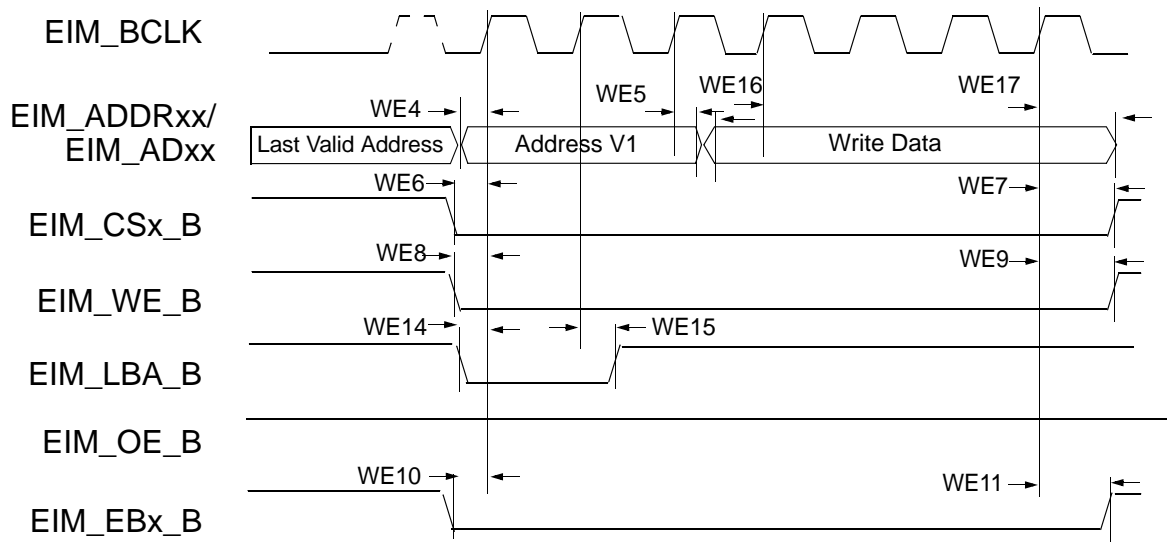 EIM_BCLK
WE4
WE5
WE16
WE17
EIM_ADDRxx/
EIM_ADxx
Last Valid Address
Address V1
Write Data
WE6
WE7
EIM_CSx_B
WE8
WE9
EIM_WE_B
WE14
WE15
EIM_LBA_B
EIM_OE_B
WE10
WE11
EIM_EBx_B